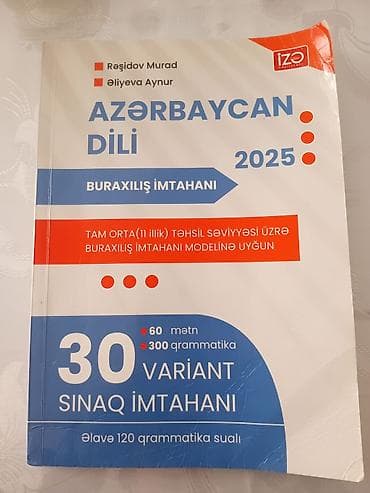 Rəşidov Murad
Əliyeva Aynur
İZƏ
AZƏRBAYCAN
DİLİ
2025
BURAXILIŞ İMTAHANI
TAM ORTA(11 illik) TƏHSİL SƏVİYYƏSİ ÜZRƏ
BURAXILIŞ İMTAHANI MODELİNƏ UYĞUN
60 mətn
300 qrammatika
30 VARİANT
SINAQ İMTAHANI
Əlavə 120 qrammatika sualı